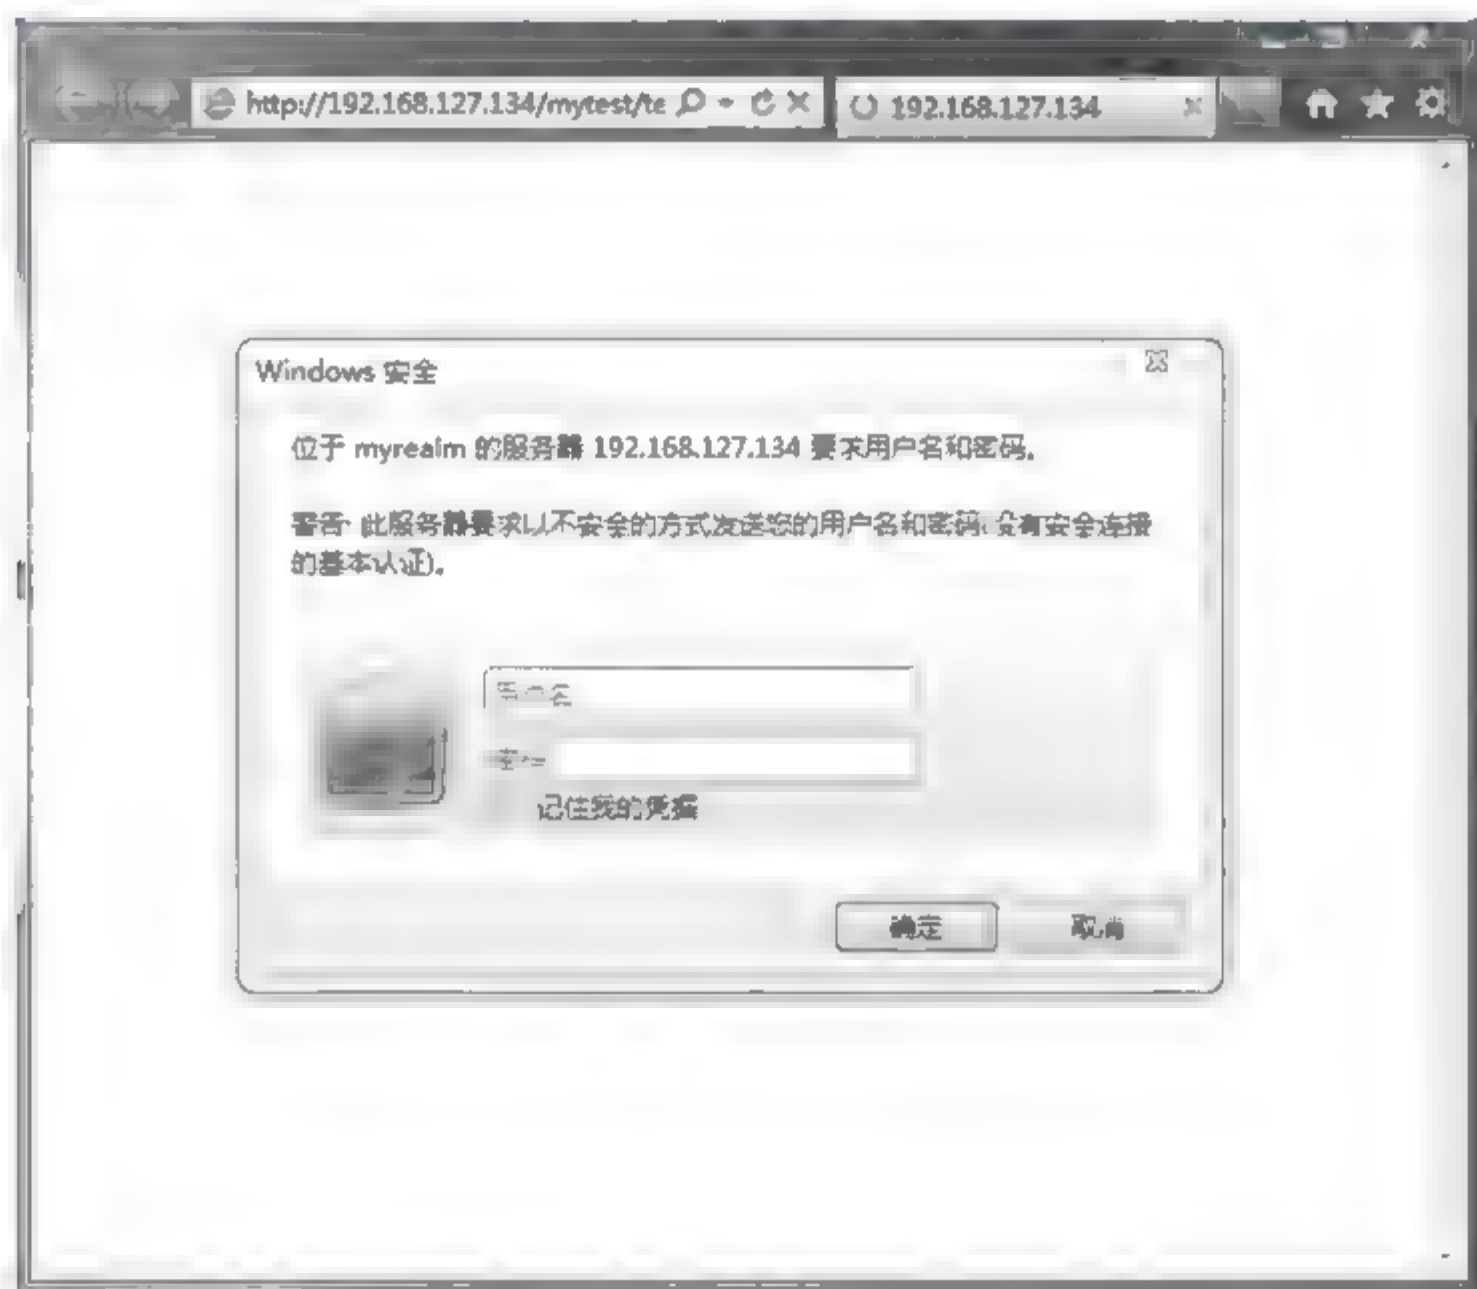 http://192.168.127.134/mytest/te
192.168.127.134
Windows 安全
位于 myrealm 的服务器 192.168.127.134 要求用户名和密码。
警告: 此服务器要求以不安全的方式发送您的用户名和密码(没有安全连接
的基本认证)。
用户名
记住我的凭据
确定
取消